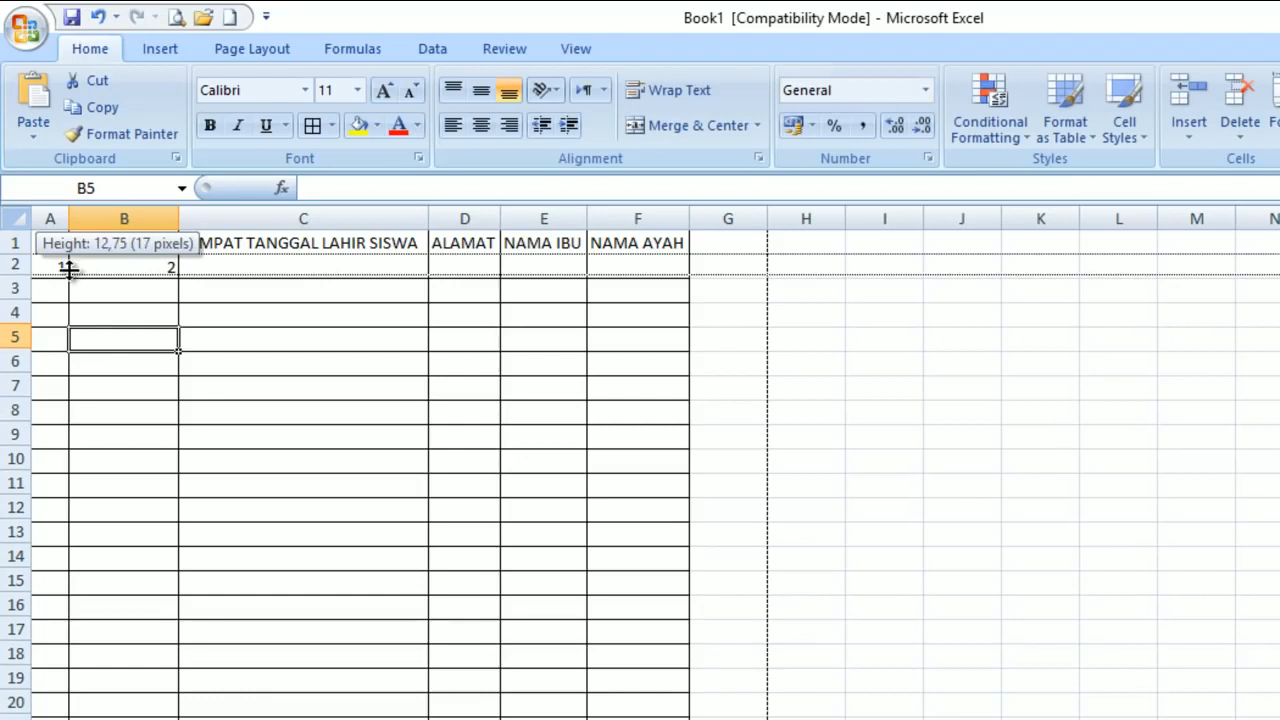 Book1 [Compatibility Mode] - Microsoft Excel
Home Insert Page Layout Formulas Data Review View
Paste
Cut
Copy
Format Painter
Clipboard
Calibri 11
B I U
Font
Wrap Text
Merge & Center
Alignment
General
% ,
Number
Conditional Formatting
Format as Table
Cell Styles
Styles
Insert
Delete
Cells
B5 fx
A B C D E F G H I J K L M N
Height: 12,75 (17 pixels)
1 MPAT TANGGAL LAHIR SISWA ALAMAT NAMA IBU NAMA AYAH
2 1 2
3
4
5
6
7
8
9
10
11
12
13
14
15
16
17
18
19
20